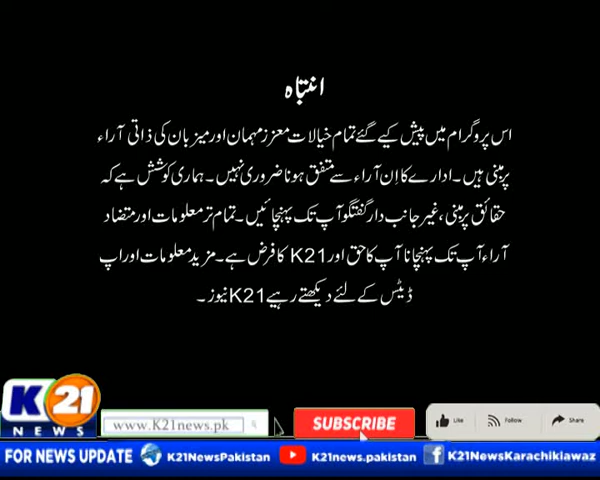 انتباہ
اس پروگرام میں پیش کیے گئے تمام خیالات معزز مہمان اور میزبان کی ذاتی آراء
پر مبنی ہیں۔ ادارے کا اِن آراء سے متفق ہونا ضروری نہیں۔ ہماری کوشش ہے کہ
حقائق پر مبنی، غیر جانب دار گفتگو آپ تک پہنچائیں۔ تمام تر معلومات اور متضاد
آراء آپ تک پہنچانا آپ کا حق اور K21 کا فرض ہے۔ مزید معلومات اور اپ
ڈیٹس کے لئے دیکھتے رہیے K21 نیوز۔
K21
NEWS
www.K21news.pk
SUBSCRIBE
Like
Follow
Share
FOR NEWS UPDATE K21NewsPakistan K21news.pakistan K21NewsKarachikiawaz